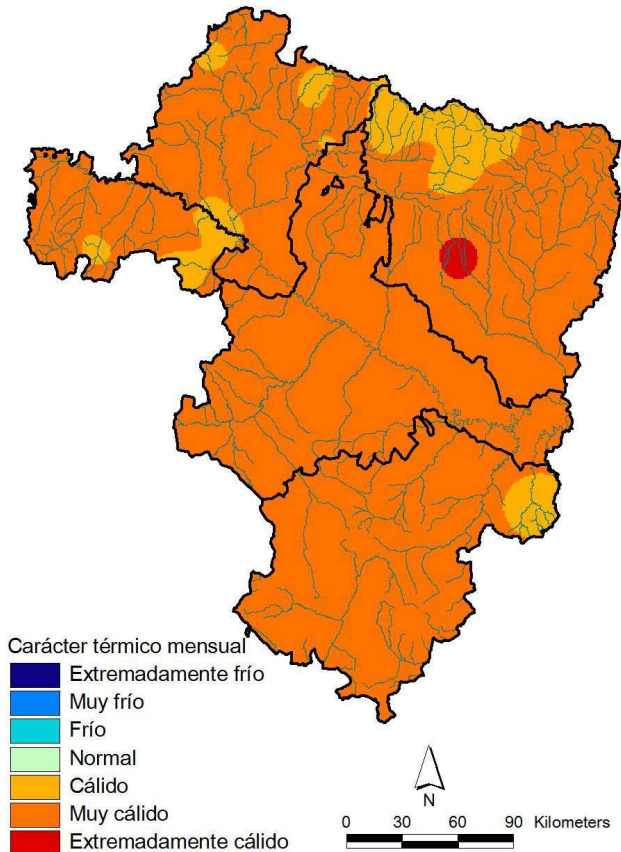 Carácter térmico mensual
Extremadamente frío
Muy frío
Frío
Normal
Cálido
Muy cálido
Extremadamente cálido
N
0 30 60 90 Kilometers